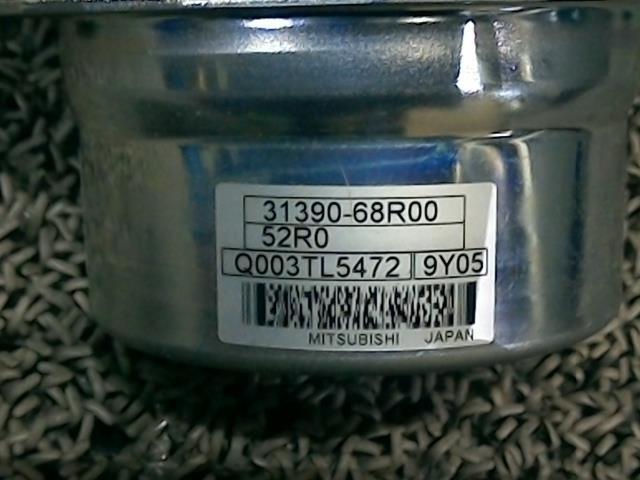 31390-68R00
52R0
Q003TL5472 9Y05
MITSUBISHI JAPAN